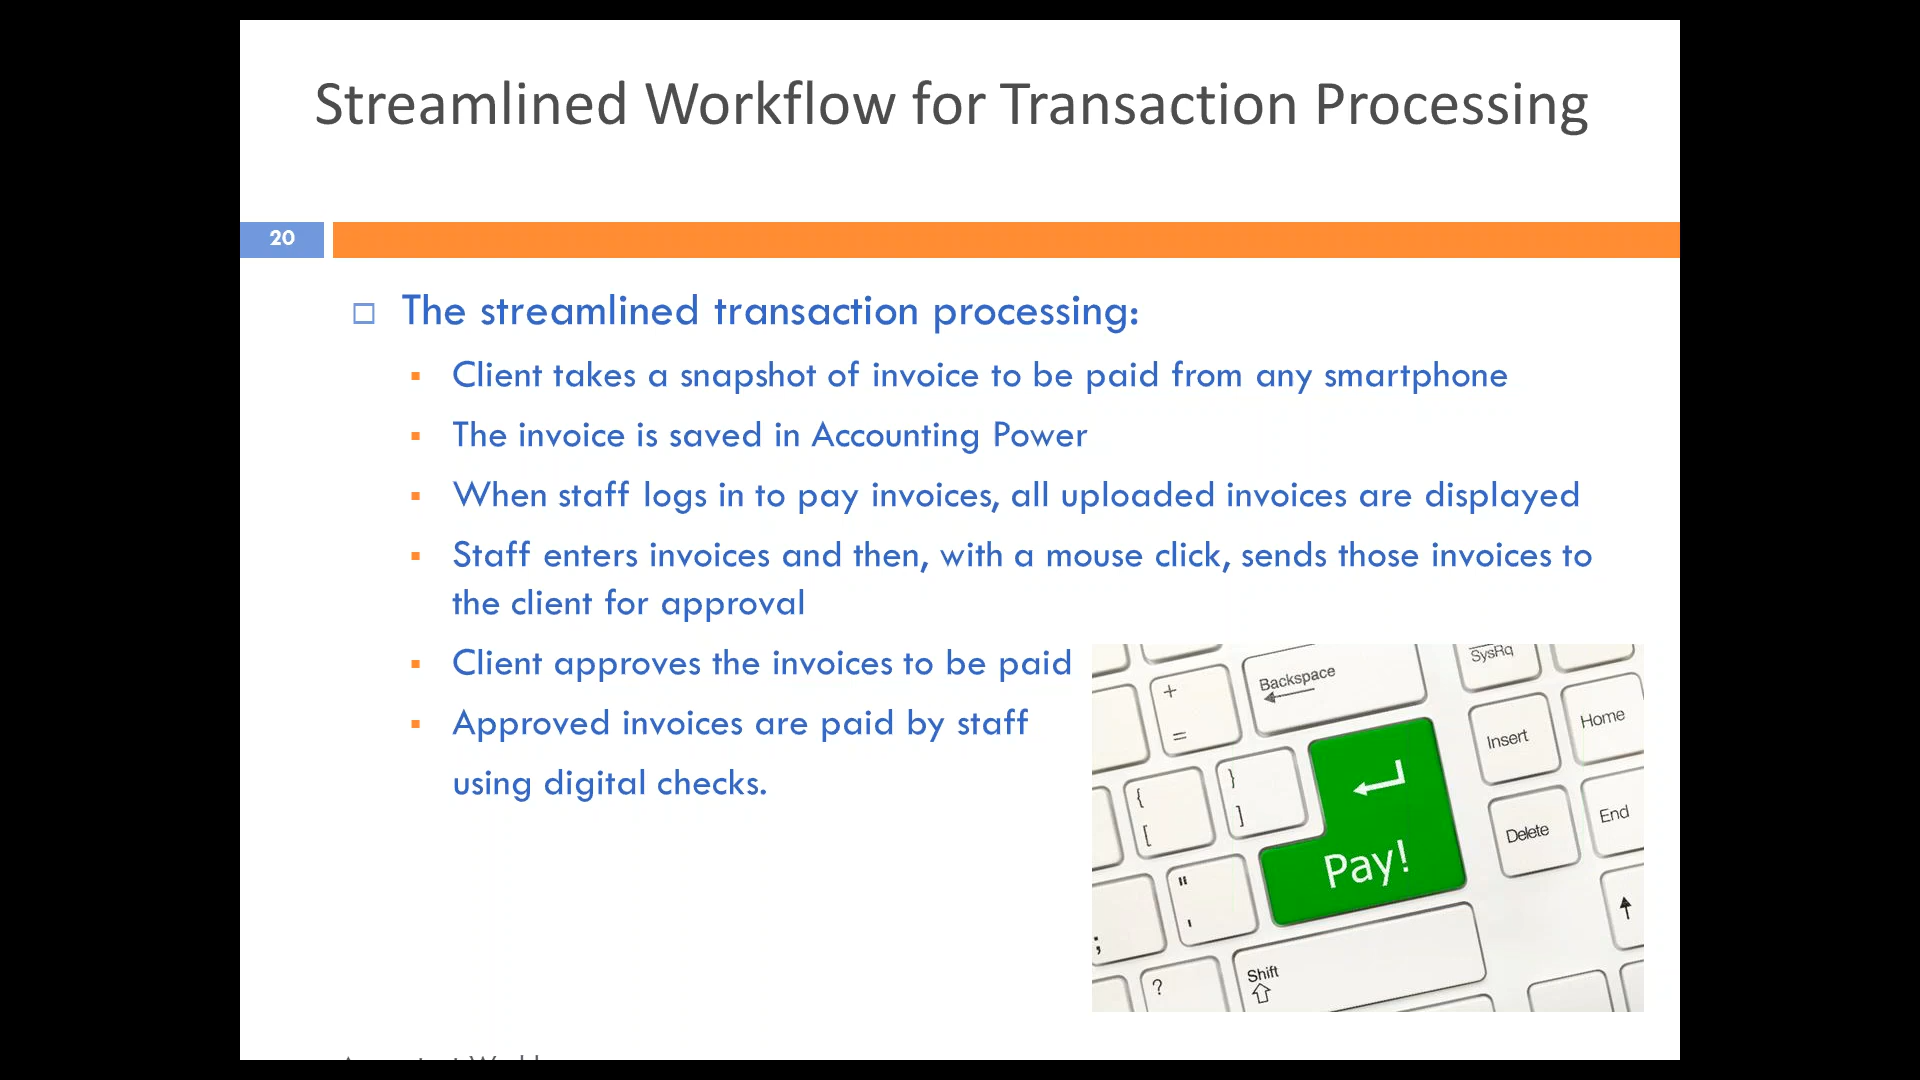 Streamlined Workflow for Transaction Processing
20
The streamlined transaction processing:
Client takes a snapshot of invoice to be paid from any smartphone
The invoice is saved in Accounting Power
When staff logs in to pay invoices, all uploaded invoices are displayed
Staff enters invoices and then, with a mouse click, sends those invoices to
the client for approval
Client approves the invoices to be paid
Approved invoices are paid by staff
using digital checks.
SysRq
+
=
Backspace
Insert
Home
{
[
}
]
Pay!
Delete
End
"
'
;
?
Shift